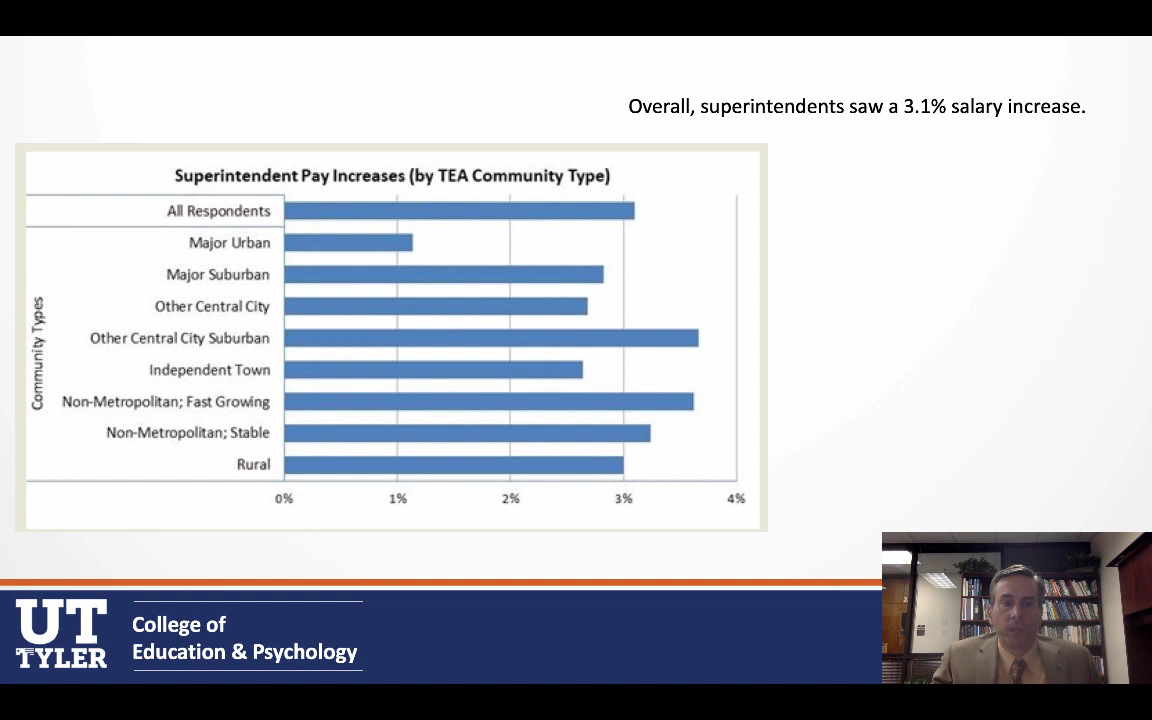 Overall, superintendents saw a 3.1% salary increase.
Superintendent Pay Increases (by TEA Community Type)
All Respondents
Major Urban
Major Suburban
Other Central City
Other Central City Suburban
Independent Town
Non-Metropolitan; Fast Growing
Non-Metropolitan; Stable
Rural
Community Types
0% 1% 2% 3% 4%
UT
TYLER
College of
Education & Psychology